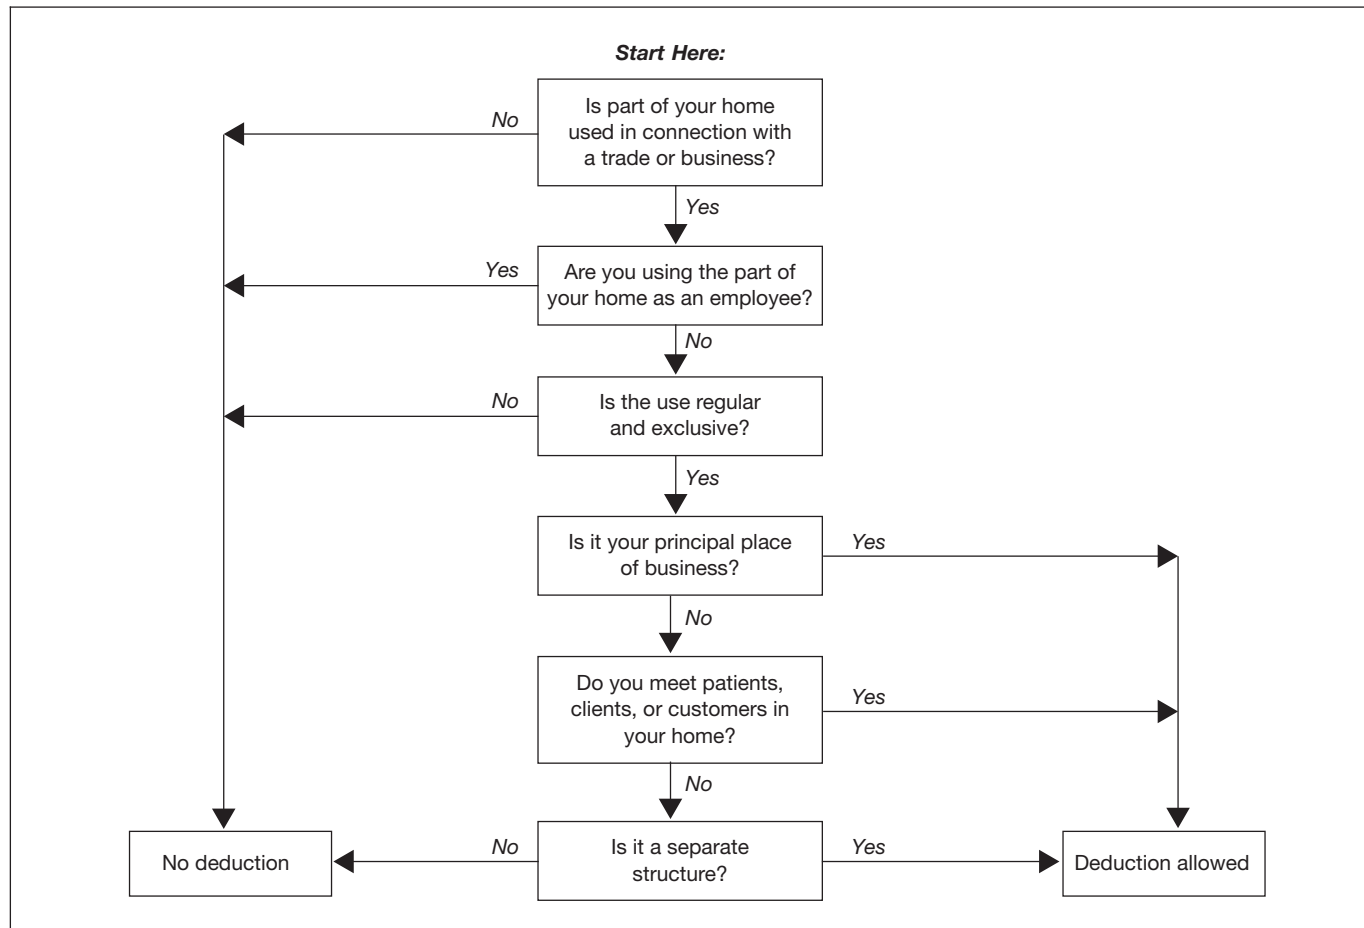 Start Here:
Is part of your home
used in connection with
a trade or business?
No
Yes
Are you using the part of
your home as an employee?
Yes
No
Is the use regular
and exclusive?
No
Yes
Is it your principal place
of business?
Yes
No
Do you meet patients,
clients, or customers in
your home?
Yes
No
Is it a separate
structure?
No
Yes
No deduction
Deduction allowed